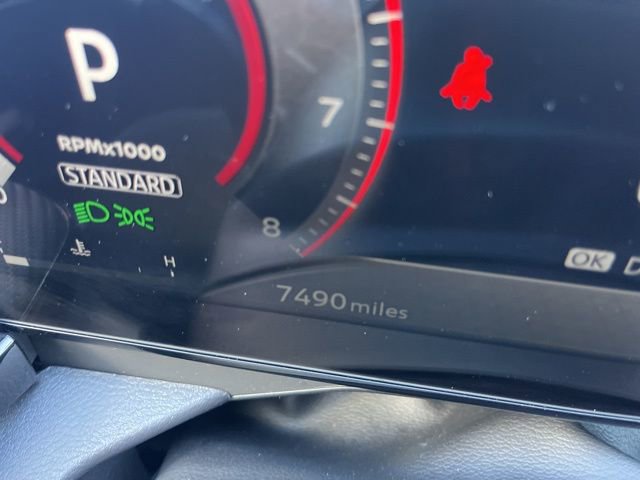 P
7
RPMx1000
STANDARD
8
H
OK
7490 miles